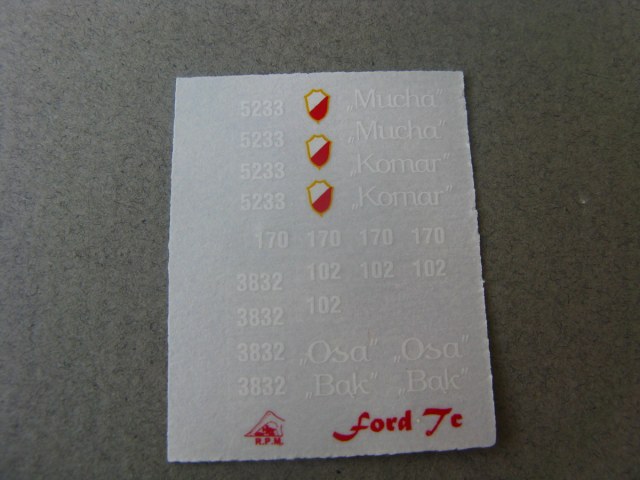 5233 „Mucha”
5233 „Mucha”
5233 „Komar”
5233 „Komar”
170 170 170 170
3832 102 102 102
3832 102
3832 „Osa” „Osa”
3832 „Bąk” „Bąk”
R.P.M. Ford Tc